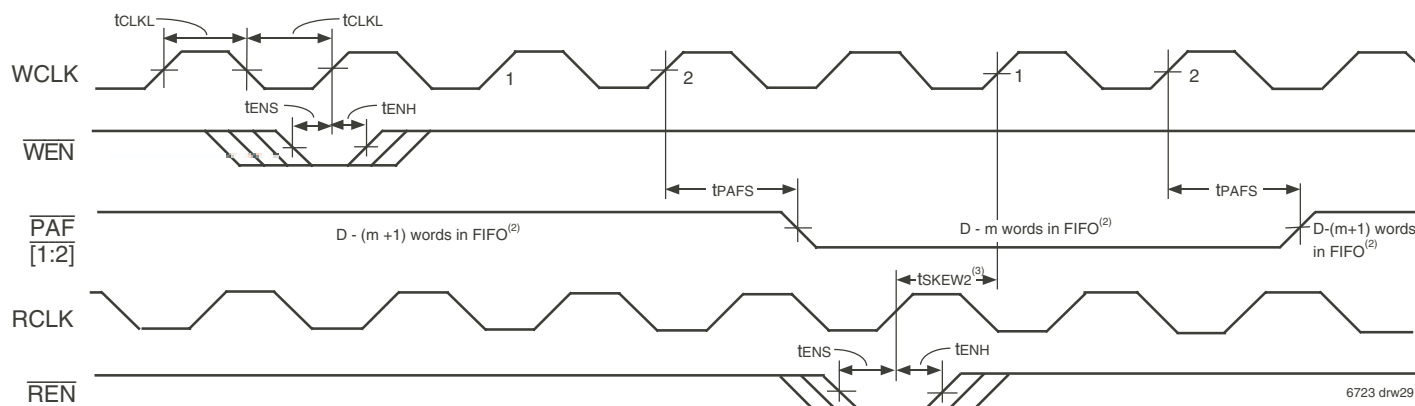 tCLKL tCLKL
WCLK 1 2 1 2
tENS tENH
WEN
tPAFS tPAFS
PAF
[1:2]
D - (m +1) words in FIFO(2)
D - m words in FIFO(2)
D-(m+1) words
in FIFO(2)
tSKEW2(3)
RCLK
tENS tENH
REN
6723 drw29